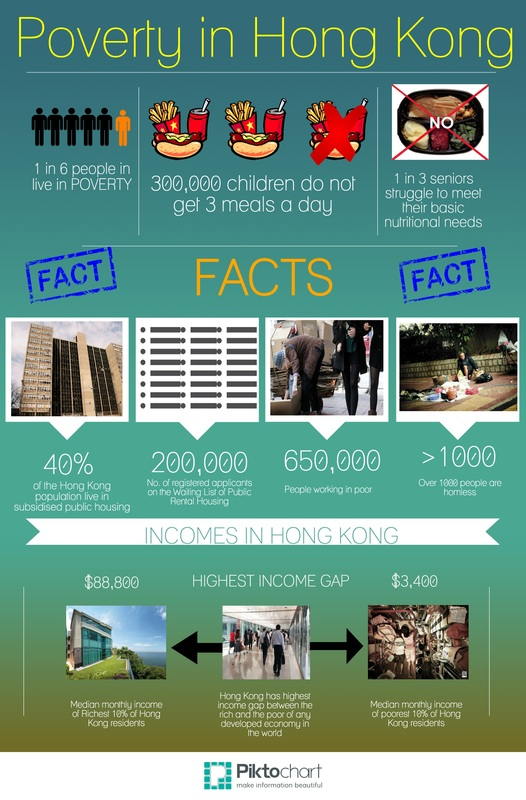 Poverty in Hong Kong
1 in 6 people in
live in POVERTY
300,000 children do not
get 3 meals a day
NO
1 in 3 seniors
struggle to meet
their basic
nutritional needs
FACT
FACTS
FACT
40%
of the Hong Kong
population live in
subsidised public housing
200,000
No. of registered applicants
on the Waiting List of Public
Rental Housing
650,000
People working in poor
>1000
Over 1000 people are
homless
INCOMES IN HONG KONG
$88,800
HIGHEST INCOME GAP
$3,400
Median monthly income
of Richest 10% of Hong
Kong residents
Hong Kong has highest
income gap between the
rich and the poor of any
developed economy in
the world
Median monthly income
of poorest 10% of Hong
Kong residents
Piktochart
make information beautiful